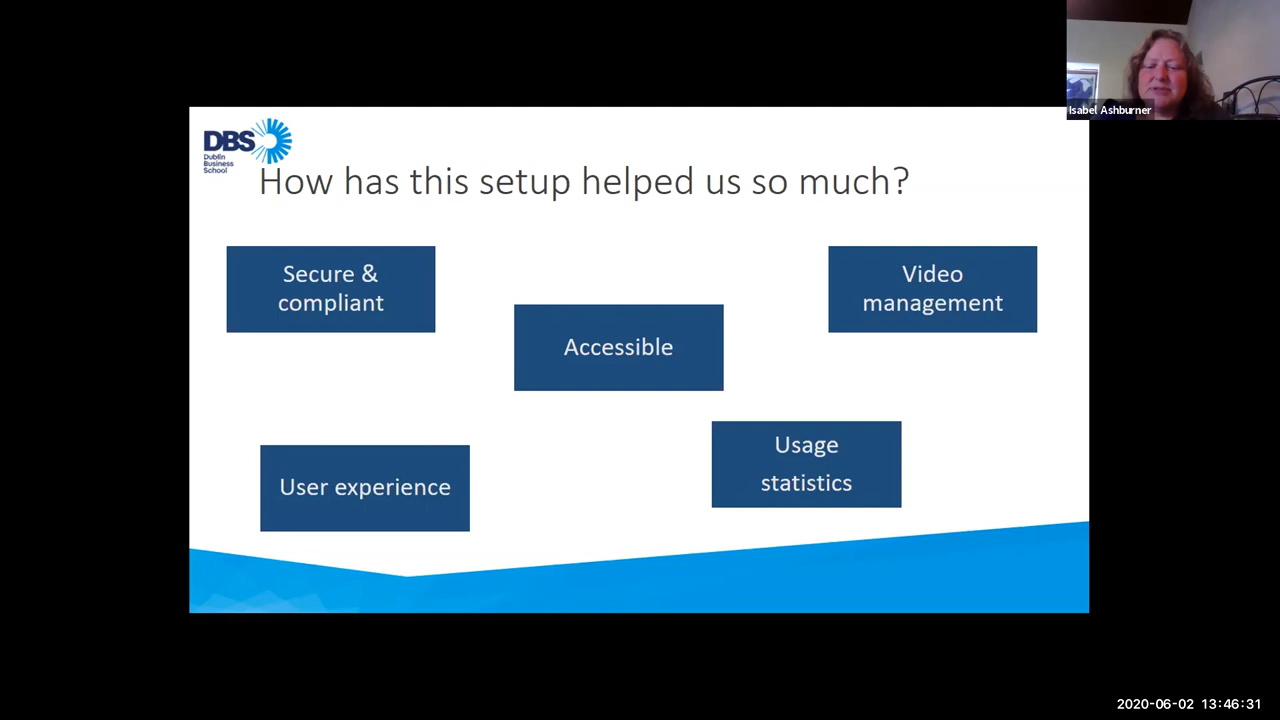 Isabel Ashburner
DBS
Dublin
Business
School
How has this setup helped us so much?
Secure &
compliant
Video
management
Accessible
Usage
statistics
User experience
2020-06-02 13:46:31